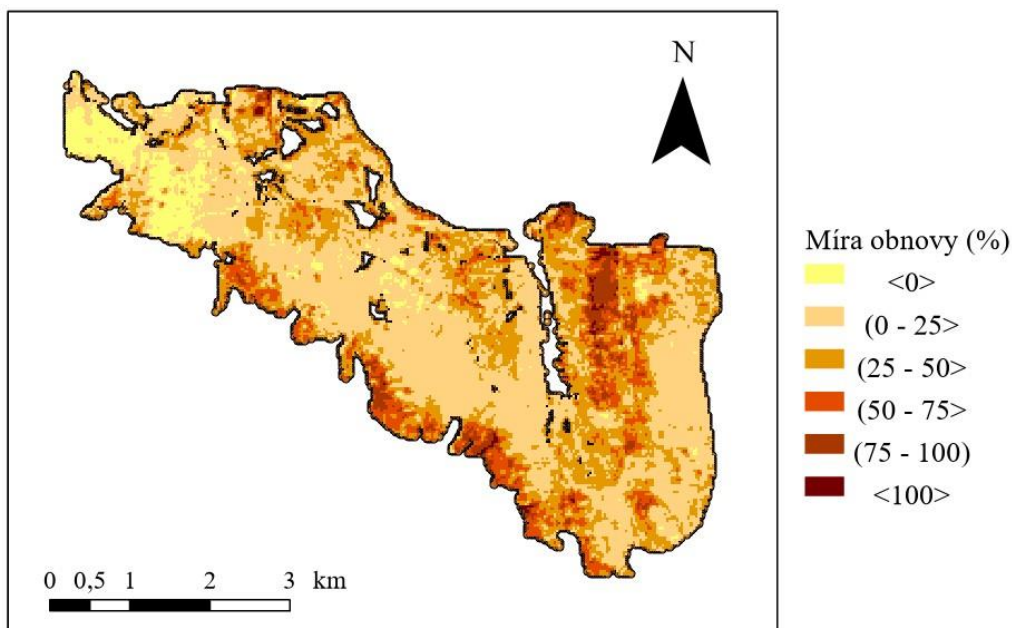 N
Míra obnovy (%)
<0>
(0 - 25>
(25 - 50>
(50 - 75>
(75 - 100)
<100>
0 0,5 1 2 3 km